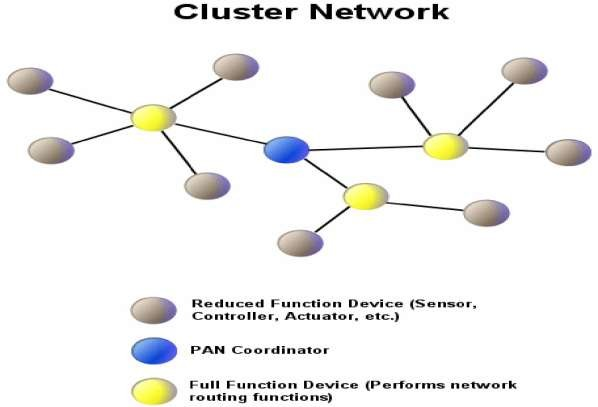 Cluster Network
Reduced Function Device (Sensor,
Controller, Actuator, etc.)
PAN Coordinator
Full Function Device (Performs network
routing functions)